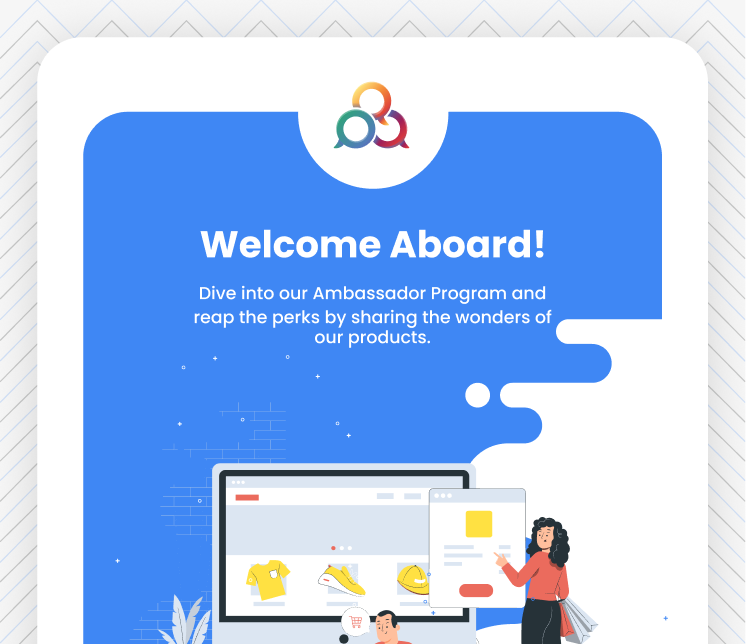 Welcome Aboard!
Dive into our Ambassador Program and
reap the perks by sharing the wonders of
our products.